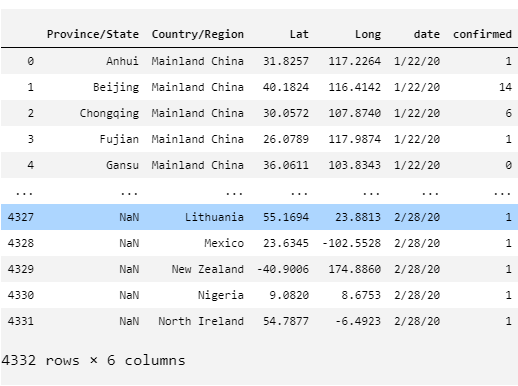 Province/State Country/Region Lat Long date confirmed
0 Anhui Mainland China 31.8257 117.2264 1/22/20 1
1 Beijing Mainland China 40.1824 116.4142 1/22/20 14
2 Chongqing Mainland China 30.0572 107.8740 1/22/20 6
3 Fujian Mainland China 26.0789 117.9874 1/22/20 1
4 Gansu Mainland China 36.0611 103.8343 1/22/20 0
... ... ... ... ... ... ...
4327 NaN Lithuania 55.1694 23.8813 2/28/20 1
4328 NaN Mexico 23.6345 -102.5528 2/28/20 1
4329 NaN New Zealand -40.9006 174.8860 2/28/20 1
4330 NaN Nigeria 9.0820 8.6753 2/28/20 1
4331 NaN North Ireland 54.7877 -6.4923 2/28/20 1
4332 rows × 6 columns